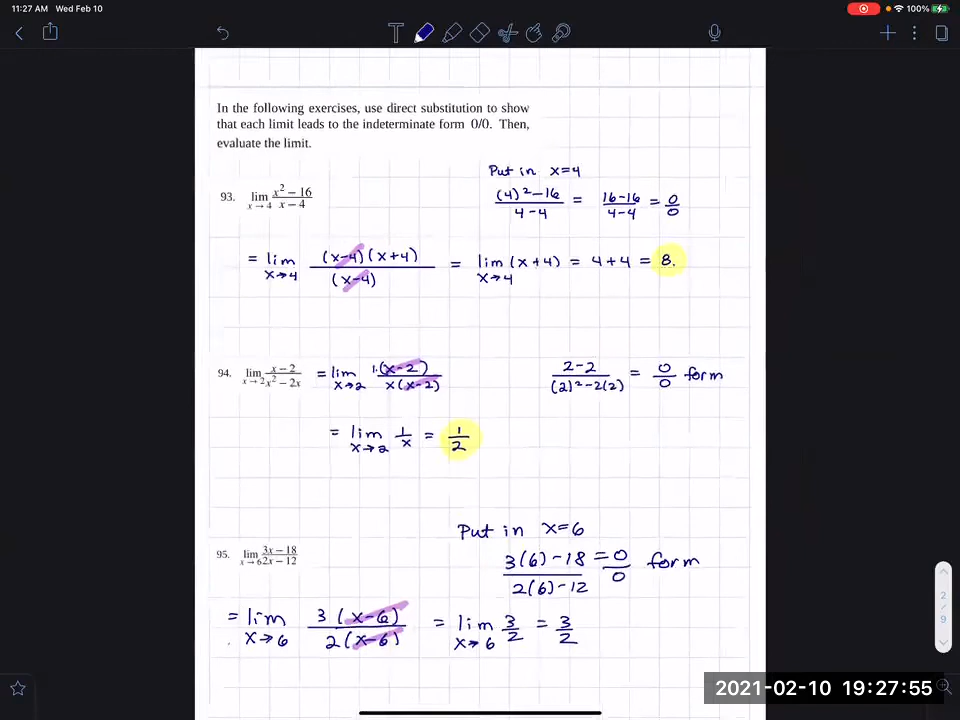 11:27 AM Wed Feb 10
100%
In the following exercises, use direct substitution to show
that each limit leads to the indeterminate form 0/0. Then,
evaluate the limit.
Put in x=4
93. lim x→4 (x² − 16)/(x − 4)
((4)²−16)/(4−4) = (16−16)/(4−4) = 0/0
= lim x→4 ((x−4)(x+4))/((x−4)) = lim x→4 (x+4) = 4+4 = 8.
94. lim x→2 (x − 2)/(x² − 2x) = lim x→2 (1·(x−2))/(x(x−2))
(2−2)/((2)²−2(2)) = 0/0 form
= lim x→2 1/x = 1/2
Put in x=6
95. lim x→6 (3x − 18)/(2x − 12)
(3(6)−18)/(2(6)−12) = 0/0 form
= lim x→6 (3(x−6))/(2(x−6)) = lim x→6 3/2 = 3/2
2 / 9
2021-02-10 19:27:55